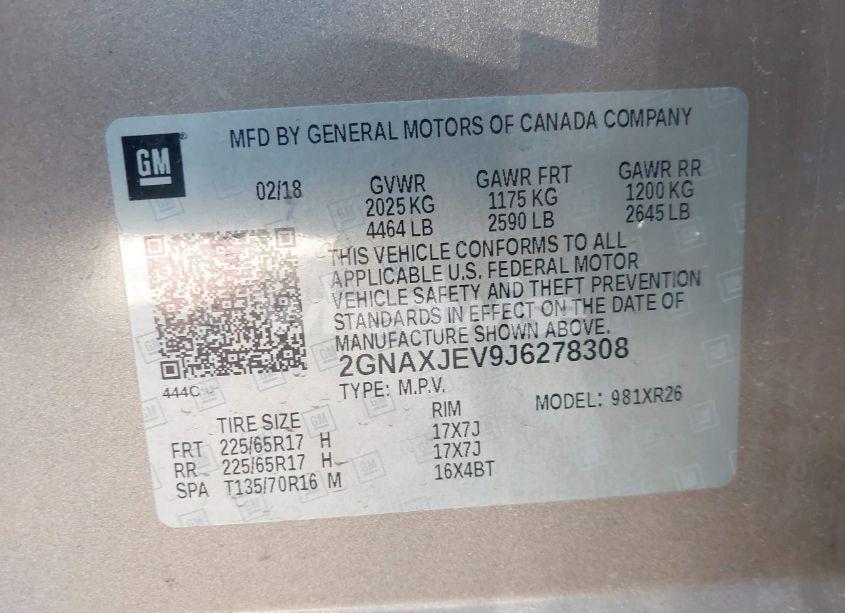 GM
MFD BY GENERAL MOTORS OF CANADA COMPANY
02/18 GVWR GAWR FRT GAWR RR
2025 KG 1175 KG 1200 KG
4464 LB 2590 LB 2645 LB
THIS VEHICLE CONFORMS TO ALL
APPLICABLE U.S. FEDERAL MOTOR
VEHICLE SAFETY AND THEFT PREVENTION
STANDARDS IN EFFECT ON THE DATE OF
MANUFACTURE SHOWN ABOVE.
2GNAXJEV9J6278308
444C
TYPE: M.P.V. MODEL: 981XR26
TIRE SIZE RIM
FRT 225/65R17 H 17X7J
RR 225/65R17 H 17X7J
SPA T135/70R16 M 16X4BT